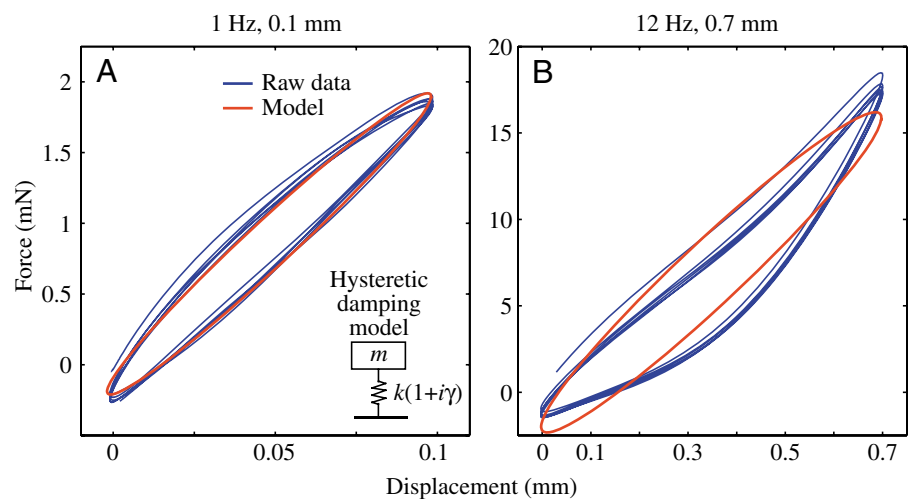 1 Hz, 0.1 mm
12 Hz, 0.7 mm
A
B
Raw data
Model
2
1.5
1
0.5
0
Force (mN)
20
15
10
5
0
Hysteretic
damping
model
m
k(1+iγ)
0
0.05
0.1
0
0.1
0.3
0.5
0.7
Displacement (mm)